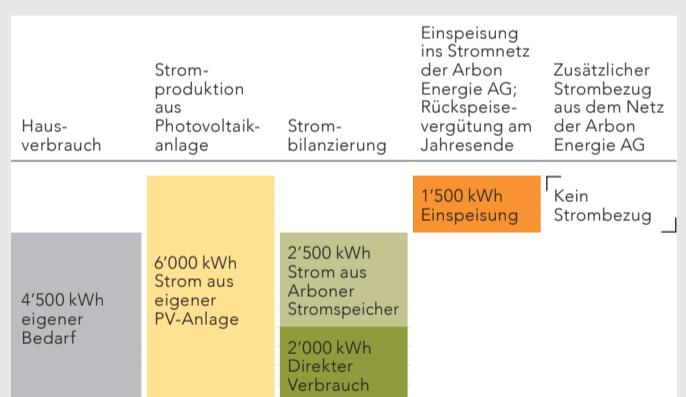 Haus-
verbrauch
Strom-
produktion
aus
Photovoltaik-
anlage
Strom-
bilanzierung
Einspeisung
ins Stromnetz
der Arbon
Energie AG;
Rückspeise-
vergütung am
Jahresende
Zusätzlicher
Strombezug
aus dem Netz
der Arbon
Energie AG
4’500 kWh
eigener
Bedarf
6’000 kWh
Strom aus
eigener
PV-Anlage
2’500 kWh
Strom aus
Arboner
Stromspeicher
2’000 kWh
Direkter
Verbrauch
1’500 kWh
Einspeisung
Kein
Strombezug